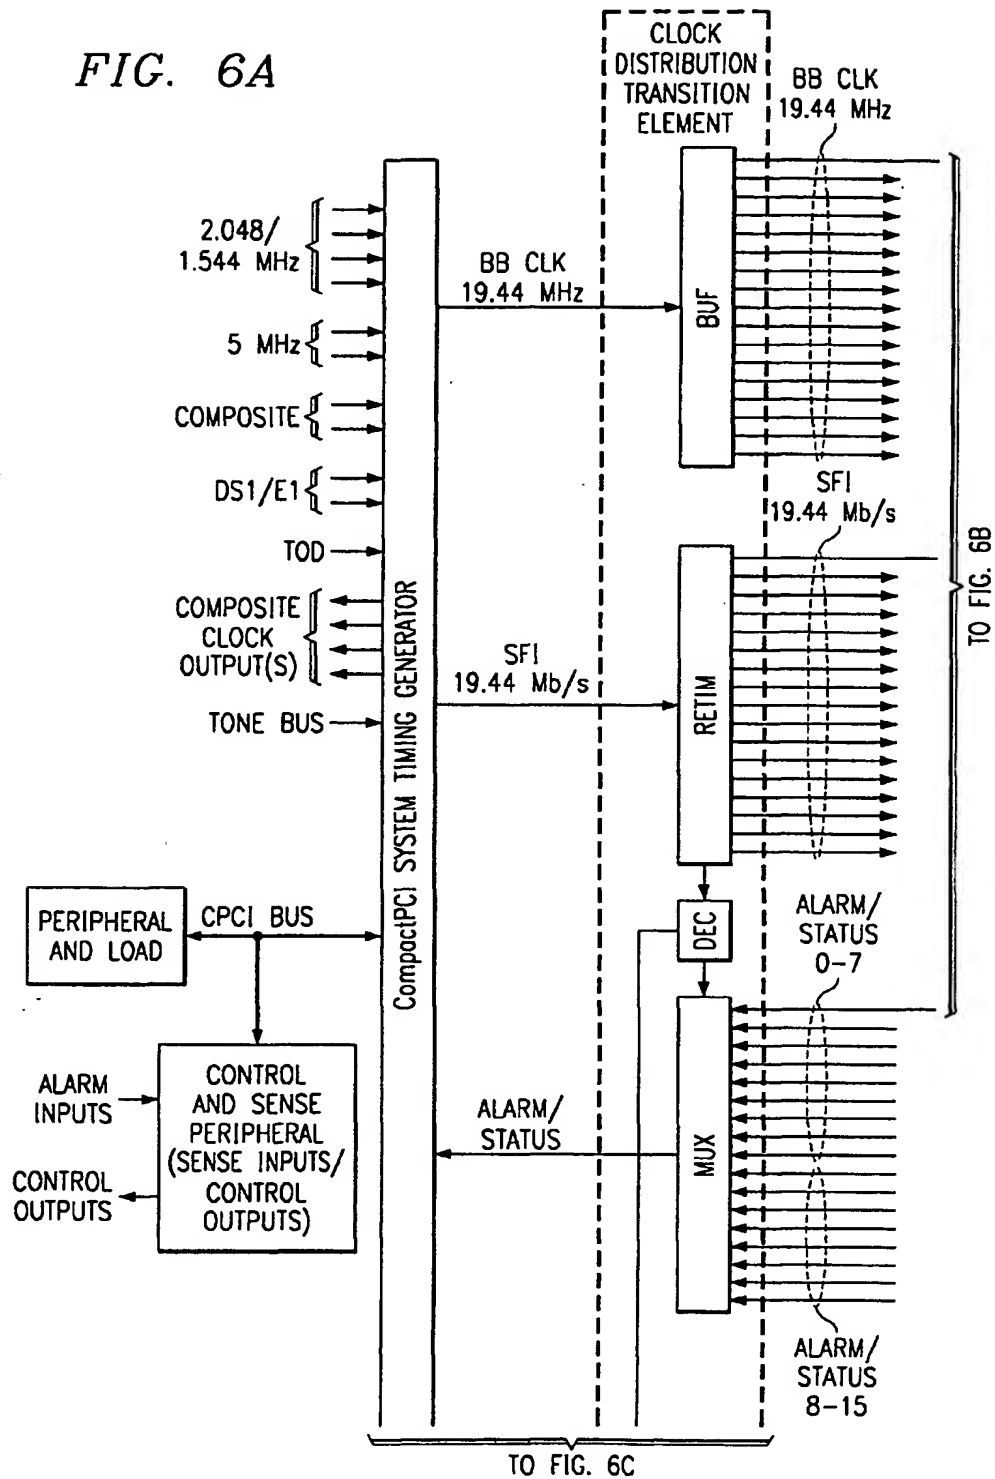 FIG. 6A
CLOCK
DISTRIBUTION
TRANSITION
ELEMENT
BB CLK
19.44 MHz
2.048/
1.544 MHz
5 MHz
COMPOSITE
DS1/E1
TOD
COMPOSITE
CLOCK
OUTPUT(S)
TONE BUS
CompactPCI SYSTEM TIMING GENERATOR
BB CLK
19.44 MHz
BUF
SFI
19.44 Mb/s
SFI
19.44 Mb/s
RETIM
TO FIG. 6B
PERIPHERAL
AND LOAD
CPCI BUS
DEC
ALARM/
STATUS
0-7
ALARM
INPUTS
CONTROL
OUTPUTS
CONTROL
AND SENSE
PERIPHERAL
(SENSE INPUTS/
CONTROL
OUTPUTS)
ALARM/
STATUS
MUX
ALARM/
STATUS
8-15
TO FIG. 6C